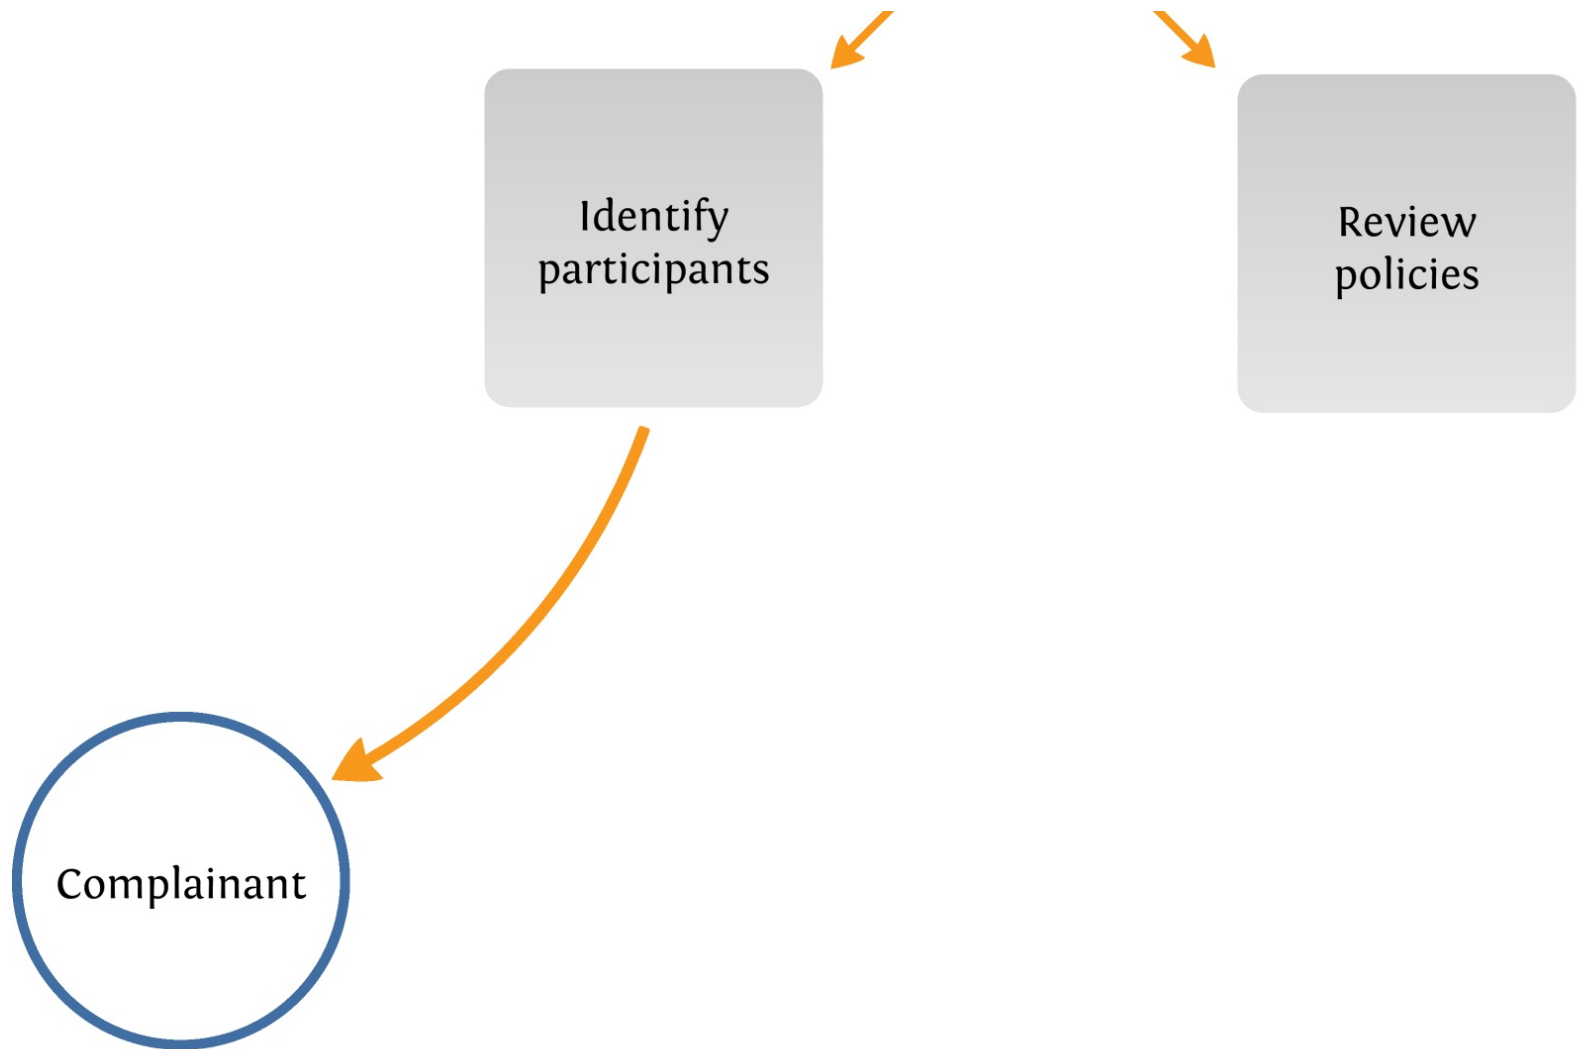 Identify
participants
Review
policies
Complainant